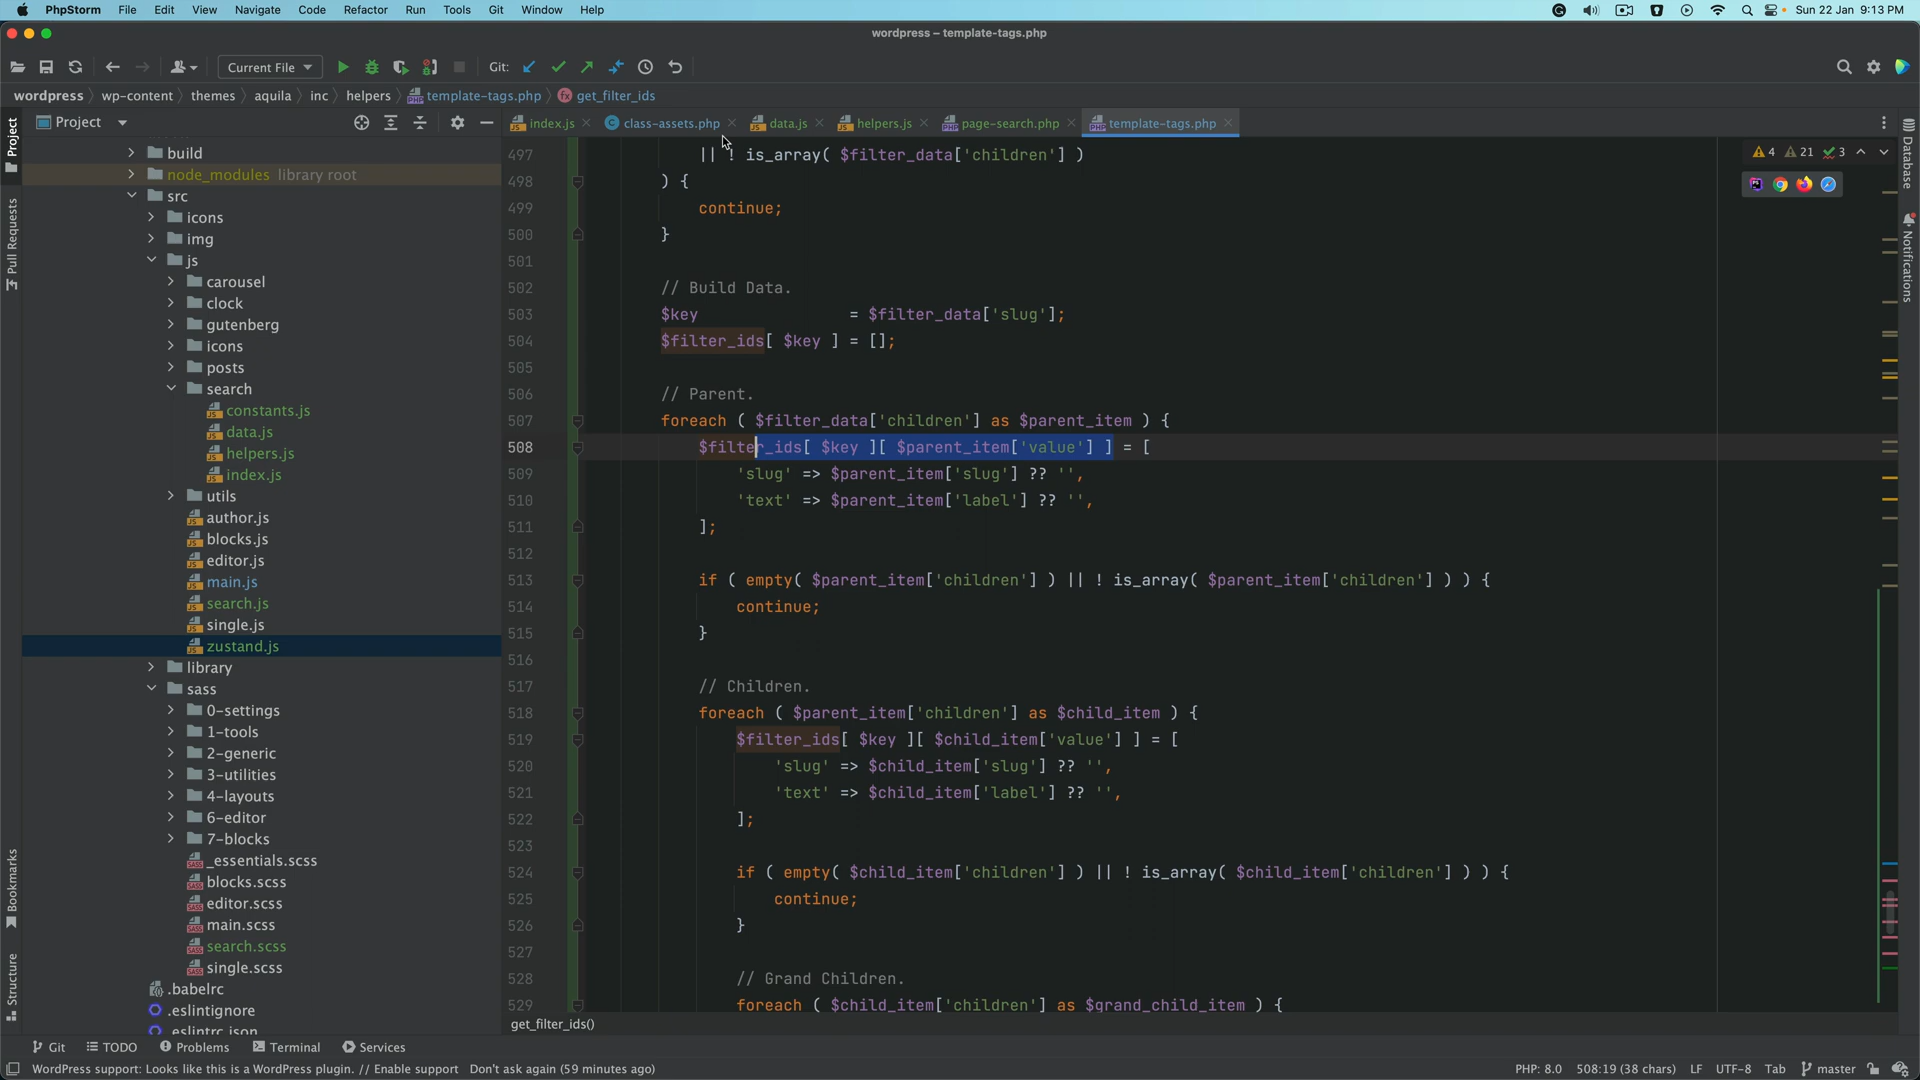 PhpStorm File Edit View Navigate Code Refactor Run Tools Git Window Help Sun 22 Jan 9:13 PM
wordpress – template-tags.php
Current File Git:
wordpress wp-content themes aquila inc helpers template-tags.php get_filter_ids
Project index.js class-assets.php data.js helpers.js page-search.php template-tags.php
4 21 3
Project
Pull Requests
Bookmarks
Structure
Database
Notifications
build
node_modules library root
src
icons
img
js
carousel
clock
gutenberg
icons
posts
search
constants.js
data.js
helpers.js
index.js
utils
author.js
blocks.js
editor.js
main.js
search.js
single.js
zustand.js
library
sass
0-settings
1-tools
2-generic
3-utilities
4-layouts
6-editor
7-blocks
_essentials.scss
blocks.scss
editor.scss
main.scss
search.scss
single.scss
.babelrc
.eslintignore
.eslintrc.json
497 || ! is_array( $filter_data['children'] )
498 ) {
499 continue;
500 }
501
502 // Build Data.
503 $key = $filter_data['slug'];
504 $filter_ids[ $key ] = [];
505
506 // Parent.
507 foreach ( $filter_data['children'] as $parent_item ) {
508 $filter_ids[ $key ][ $parent_item['value'] ] = [
509 'slug' => $parent_item['slug'] ?? '',
510 'text' => $parent_item['label'] ?? '',
511 ];
512
513 if ( empty( $parent_item['children'] ) || ! is_array( $parent_item['children'] ) ) {
514 continue;
515 }
516
517 // Children.
518 foreach ( $parent_item['children'] as $child_item ) {
519 $filter_ids[ $key ][ $child_item['value'] ] = [
520 'slug' => $child_item['slug'] ?? '',
521 'text' => $child_item['label'] ?? '',
522 ];
523
524 if ( empty( $child_item['children'] ) || ! is_array( $child_item['children'] ) ) {
525 continue;
526 }
527
528 // Grand Children.
529 foreach ( $child_item['children'] as $grand_child_item ) {
get_filter_ids()
Git TODO Problems Terminal Services
WordPress support: Looks like this is a WordPress plugin. // Enable support Don't ask again (59 minutes ago) PHP: 8.0 508:19 (38 chars) LF UTF-8 Tab master